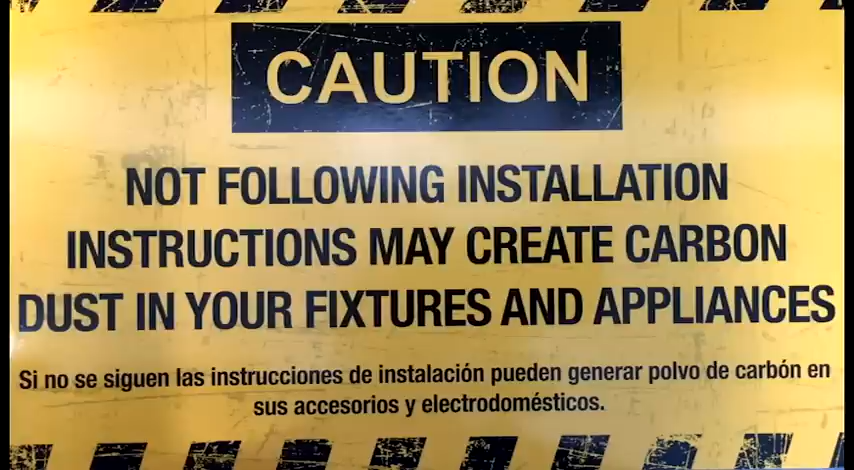 CAUTION
NOT FOLLOWING INSTALLATION
INSTRUCTIONS MAY CREATE CARBON
DUST IN YOUR FIXTURES AND APPLIANCES
Si no se siguen las instrucciones de instalación pueden generar polvo de carbón en
sus accesorios y electrodomésticos.